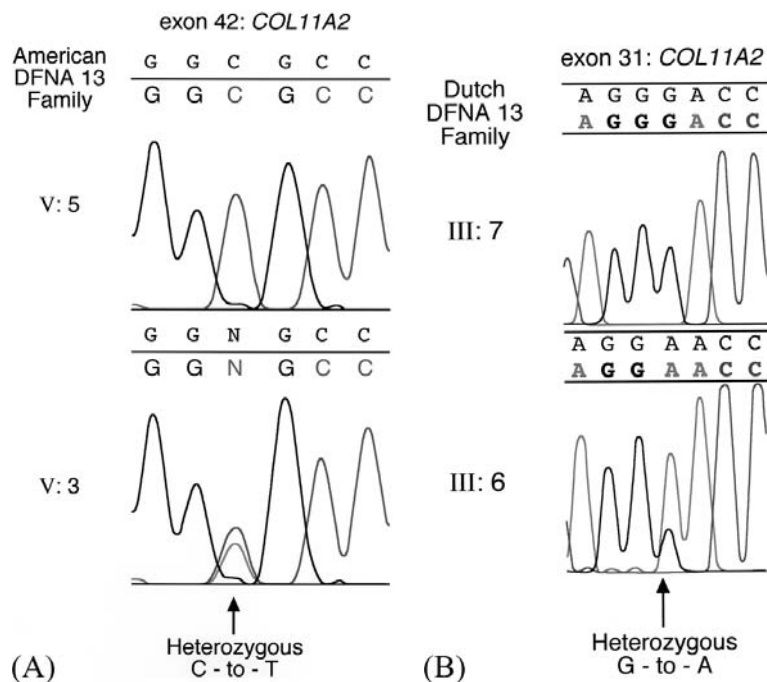 exon 42: COL11A2
American
DFNA 13
Family
G G C G C C
G G C G C C
V: 5
G G N G C C
G G N G C C
V: 3
Heterozygous
C - to - T
(A)
exon 31: COL11A2
Dutch
DFNA 13
Family
A G G G A C C
A G G G A C C
III: 7
A G G A A C C
A G G A A C C
III: 6
Heterozygous
G - to - A
(B)